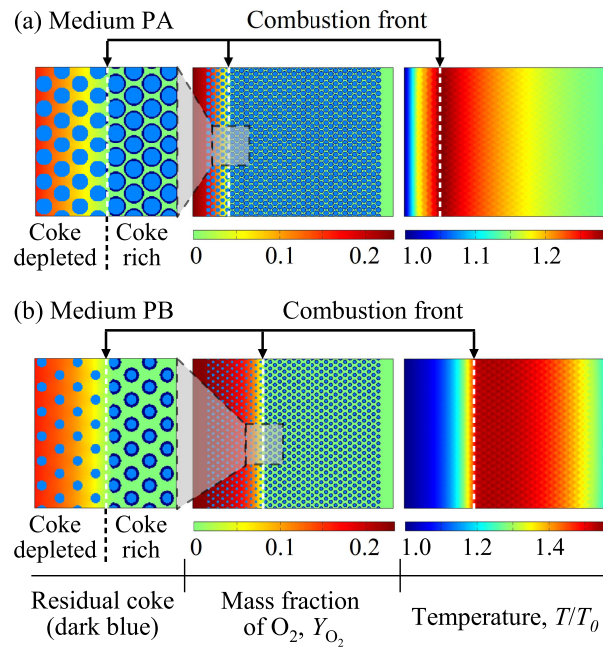 (a) Medium PA
Combustion front
Coke depleted
Coke rich
0 0.1 0.2
1.0 1.1 1.2
(b) Medium PB
Combustion front
Coke depleted
Coke rich
0 0.1 0.2
1.0 1.2 1.4
Residual coke
(dark blue)
Mass fraction
of O₂, Y_O₂
Temperature, T/T₀